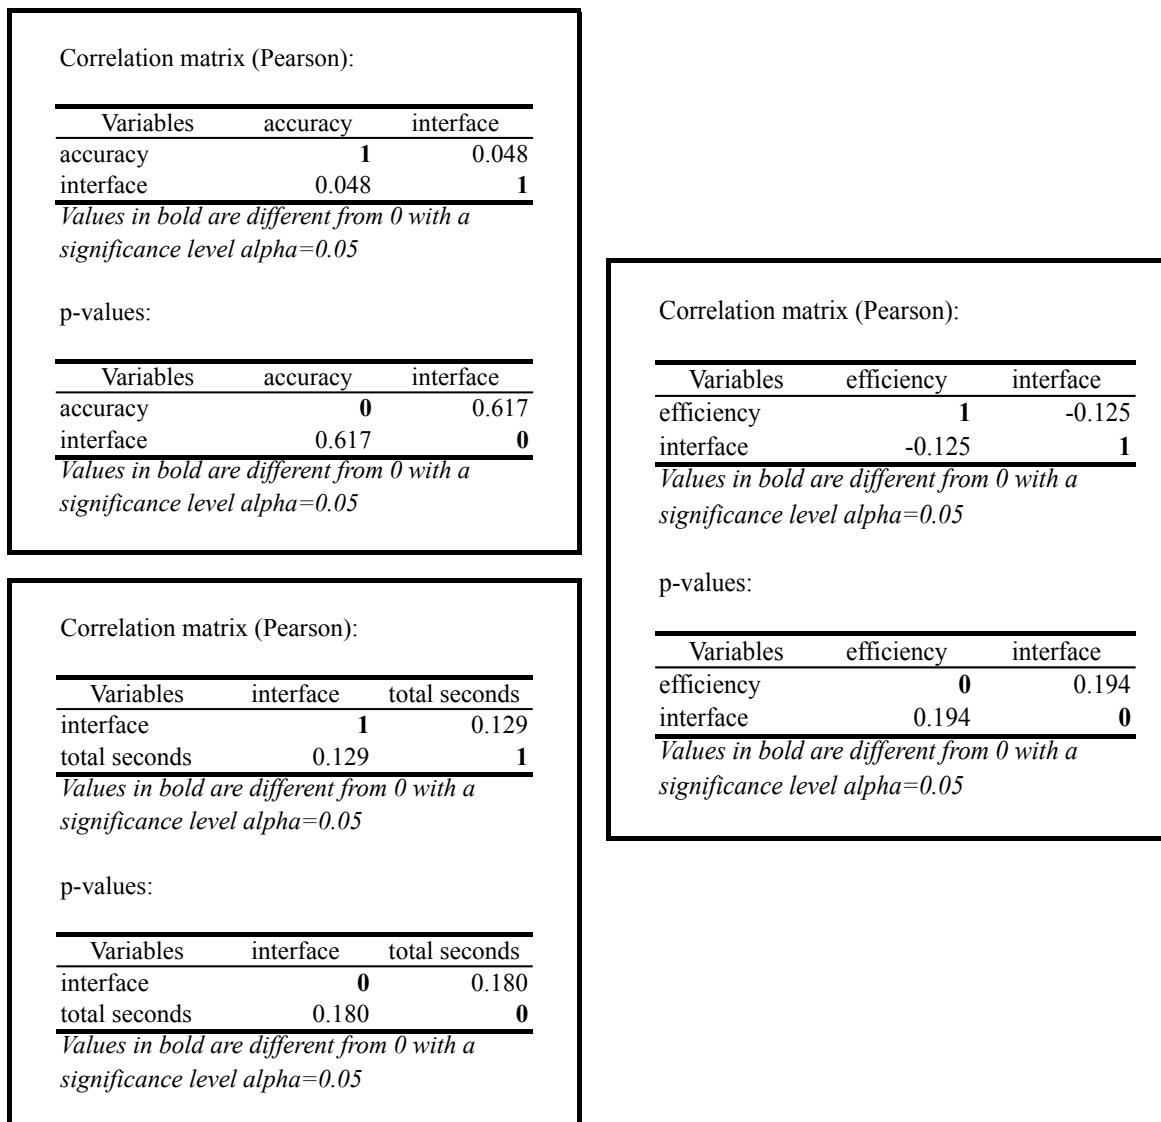 Correlation matrix (Pearson):
Variables accuracy interface
accuracy 1 0.048
interface 0.048 1
Values in bold are different from 0 with a
significance level alpha=0.05
p-values:
Variables accuracy interface
accuracy 0 0.617
interface 0.617 0
Values in bold are different from 0 with a
significance level alpha=0.05
Correlation matrix (Pearson):
Variables interface total seconds
interface 1 0.129
total seconds 0.129 1
Values in bold are different from 0 with a
significance level alpha=0.05
p-values:
Variables interface total seconds
interface 0 0.180
total seconds 0.180 0
Values in bold are different from 0 with a
significance level alpha=0.05
Correlation matrix (Pearson):
Variables efficiency interface
efficiency 1 -0.125
interface -0.125 1
Values in bold are different from 0 with a
significance level alpha=0.05
p-values:
Variables efficiency interface
efficiency 0 0.194
interface 0.194 0
Values in bold are different from 0 with a
significance level alpha=0.05